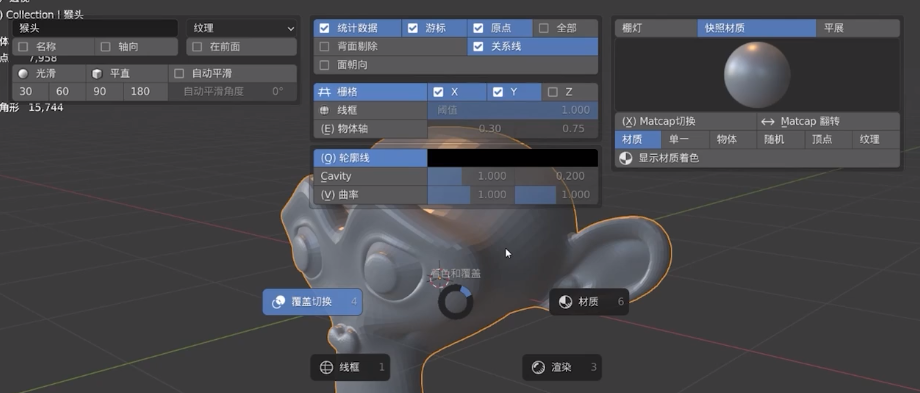 ) Collection | 猴头
猴头
纹理
名称
轴向
在前面
点 7,958
光滑
平直
自动平滑
30 60 90 180
自动平滑角度 0°
角形 15,744
统计数据
游标
原点
全部
背面剔除
关系线
面朝向
栅格
X
Y
Z
线框
阈值 1.000
(E) 物体轴
0.30
0.75
(Q) 轮廓线
Cavity
1.000
0.200
(V) 曲率
1.000
1.000
棚灯
快照材质
平展
(X) Matcap切换
Matcap 翻转
材质
单一
物体
随机
顶点
纹理
显示材质着色
着色和覆盖
覆盖切换 4
材质 6
线框 1
渲染 3